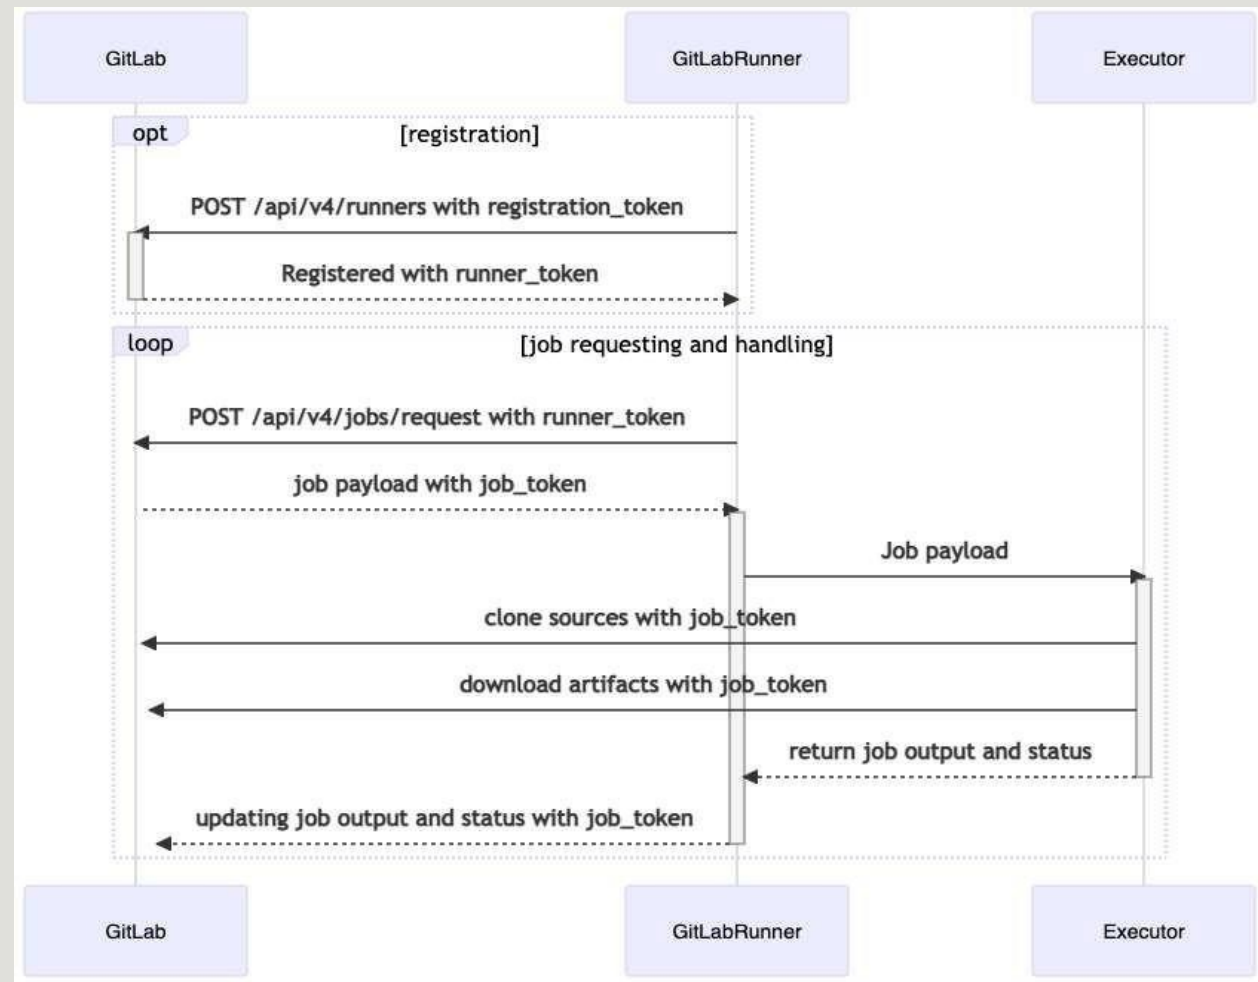 GitLab
GitLabRunner
Executor
opt
[registration]
POST /api/v4/runners with registration_token
Registered with runner_token
loop
[job requesting and handling]
POST /api/v4/jobs/request with runner_token
job payload with job_token
Job payload
clone sources with job_token
download artifacts with job_token
return job output and status
updating job output and status with job_token
GitLab
GitLabRunner
Executor